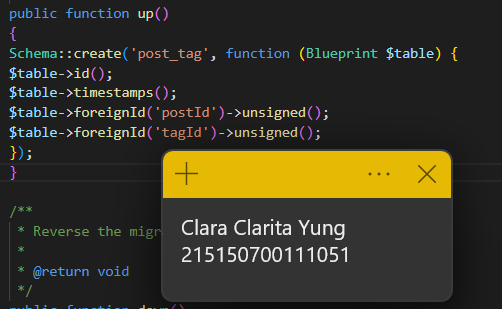 public function up()
{
Schema::create('post_tag', function (Blueprint $table) {
$table->id();
$table->timestamps();
$table->foreignId('postId')->unsigned();
$table->foreignId('tagId')->unsigned();
});
}
/**
* Reverse the migr
*
* @return void
*/
public function down()
Clara Clarita Yung
215150700111051